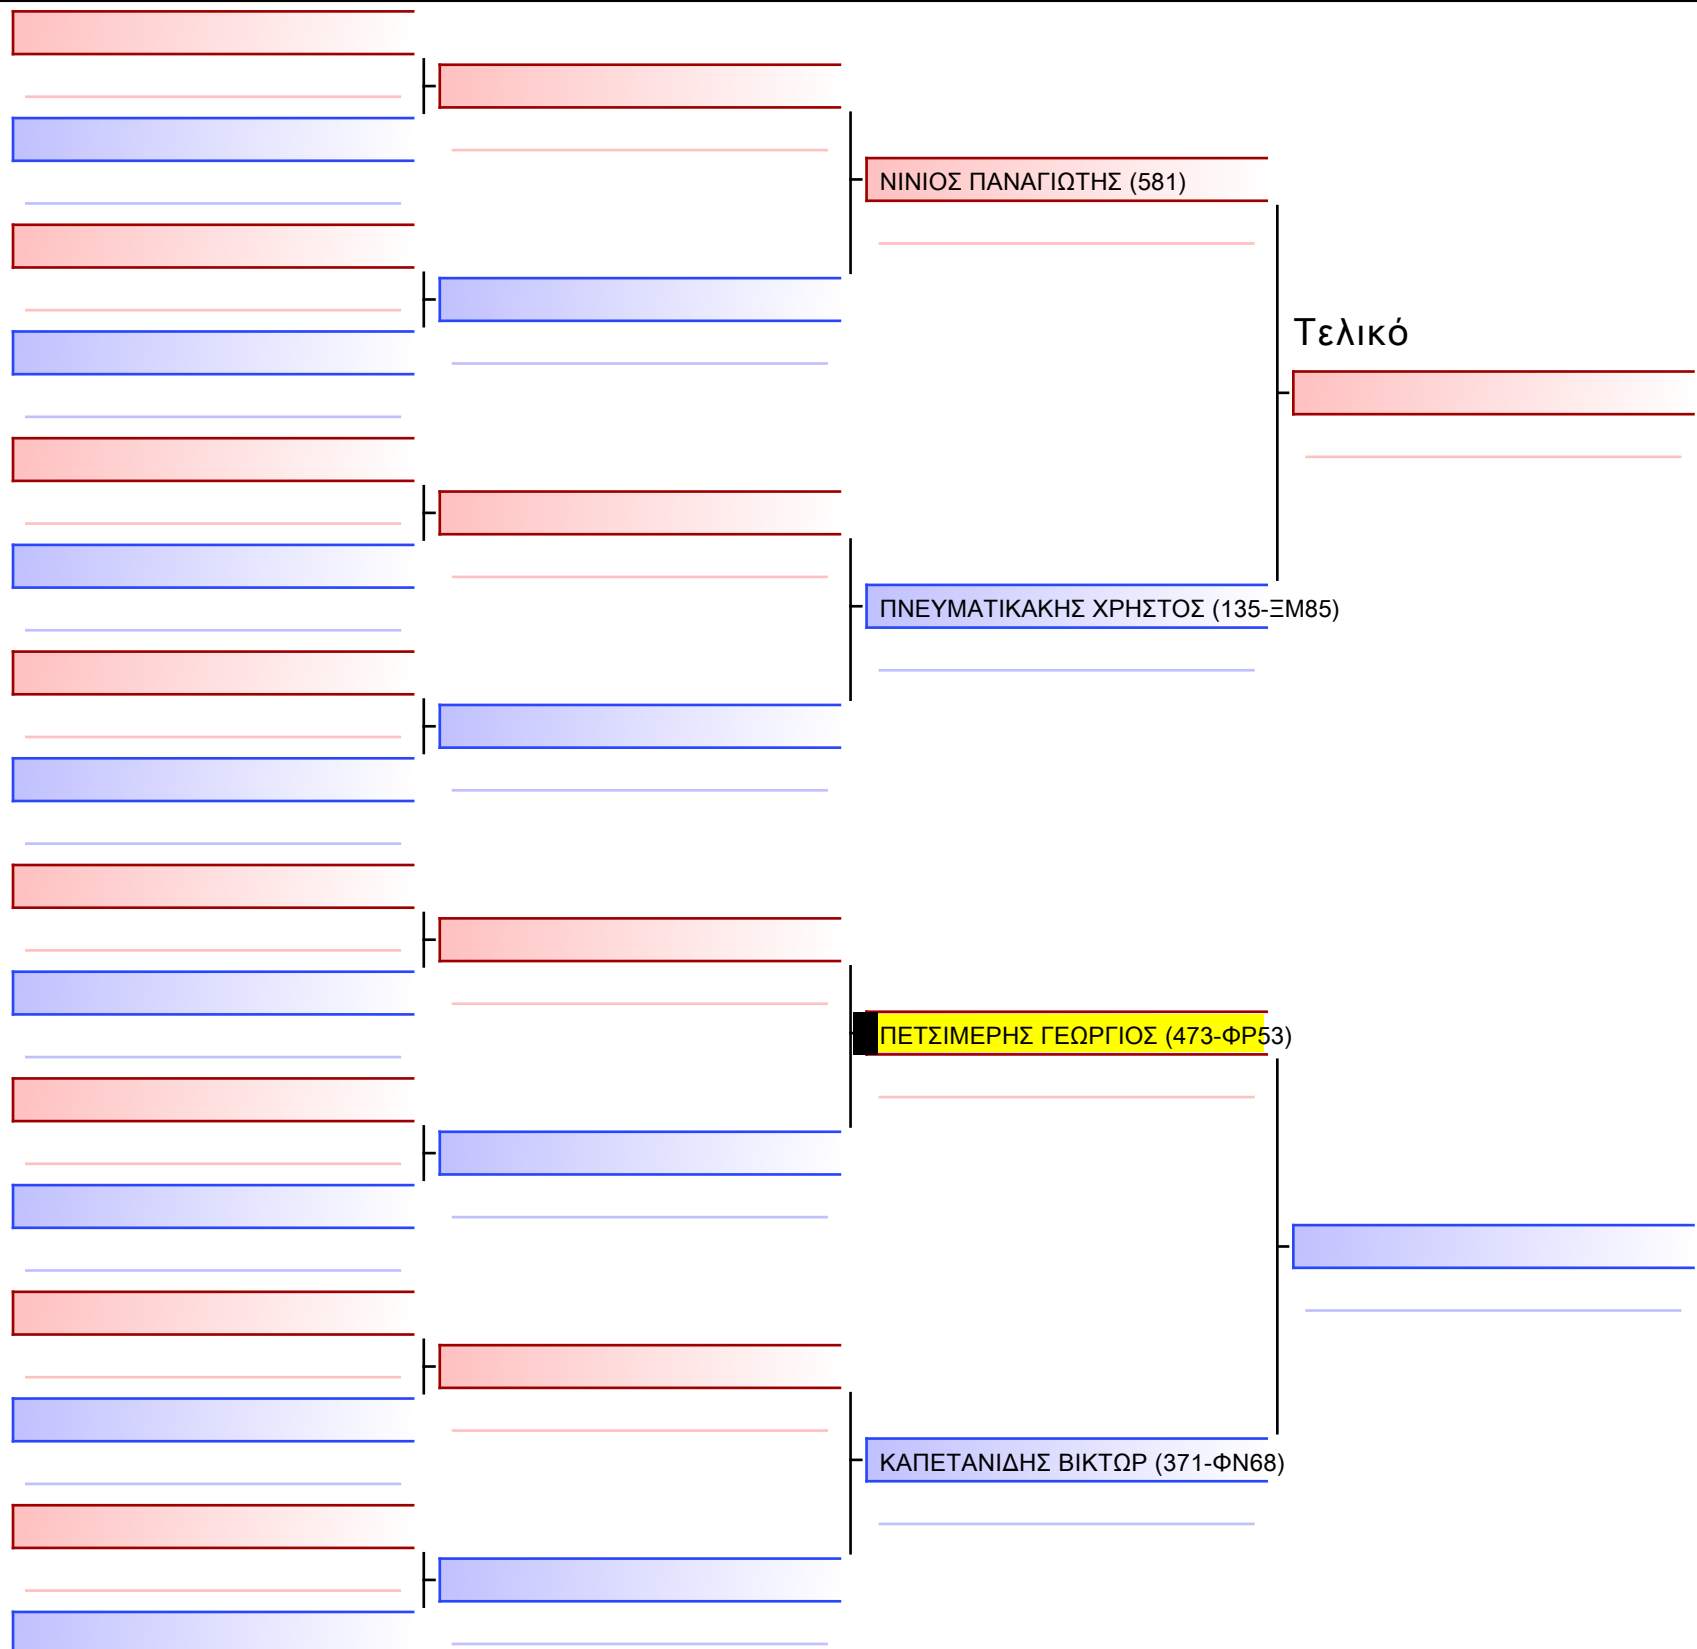 ΝΙΝΙΟΣ ΠΑΝΑΓΙΩΤΗΣ (581)
Τελικό
ΠΝΕΥΜΑΤΙΚΑΚΗΣ ΧΡΗΣΤΟΣ (135-ΞΜ85)
ΠΕΤΣΙΜΕΡΗΣ ΓΕΩΡΓΙΟΣ (473-ΦΡ53)
ΚΑΠΕΤΑΝΙΔΗΣ ΒΙΚΤΩΡ (371-ΦΝ68)